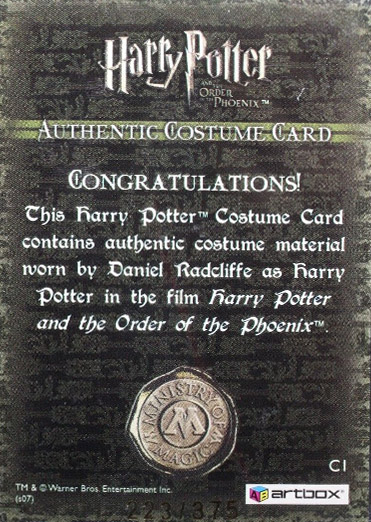 Harry Potter
AND THE
ORDER
OF THE
PHOENIX™
AUTHENTIC COSTUME CARD
CONGRATULATIONS!
This Harry Potter™ Costume Card
contains authentic costume material
worn by Daniel Radcliffe as Harry
Potter in the film Harry Potter
and the Order of the Phoenix™.
MINISTRY OF
M
MAGIC
C1
TM & © Warner Bros. Entertainment Inc.
(s07)
artbox®